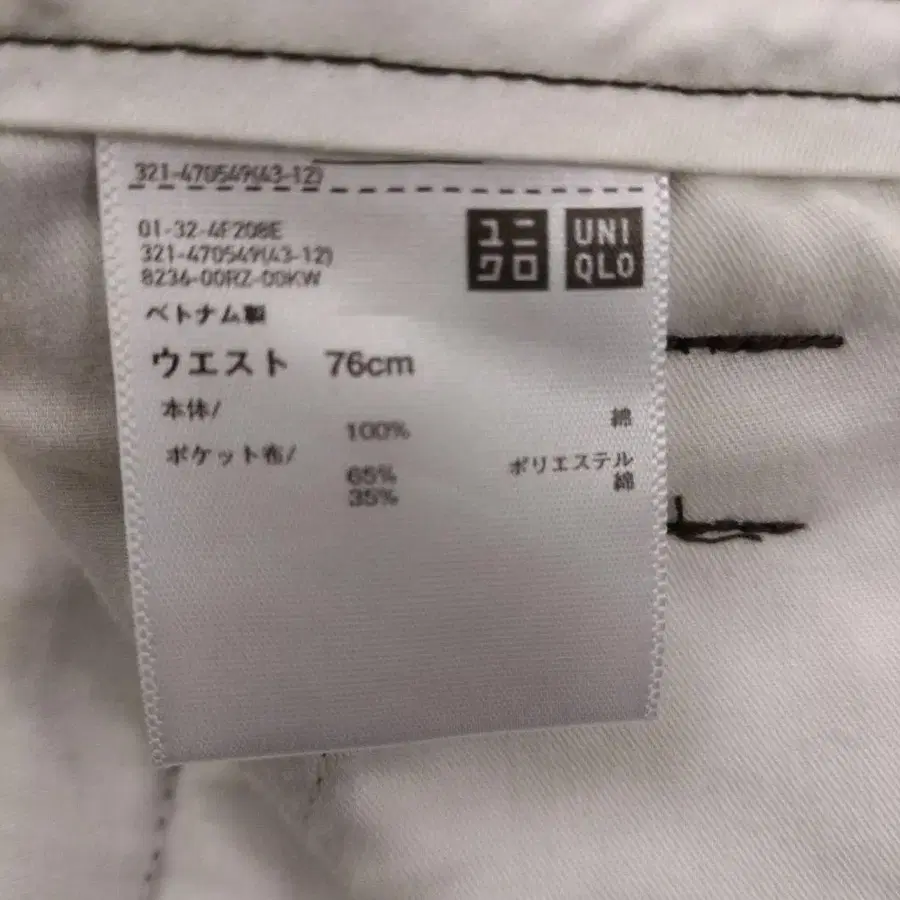 321-470549(43-12)
ユニクロ
UNIQLO
01-32-4F208E
321-470549(43-12)
8234-00RZ-00KW
ベトナム製
ウエスト 76cm
本体/
100% 綿
ポケット布/
65% ポリエステル
35% 綿